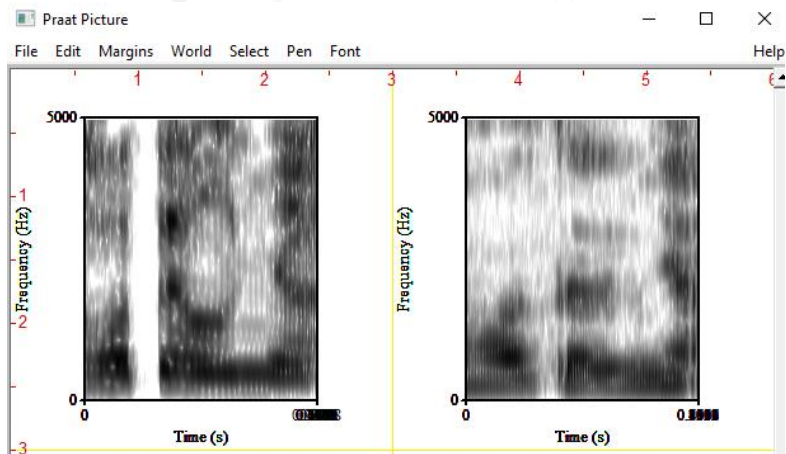 Praat Picture
File Edit Margins World Select Pen Font Help
1 2 3 4 5 6
5000 5000
1
Frequency (Hz) Frequency (Hz)
2
0 0
0 0
Time (s) Time (s)
3